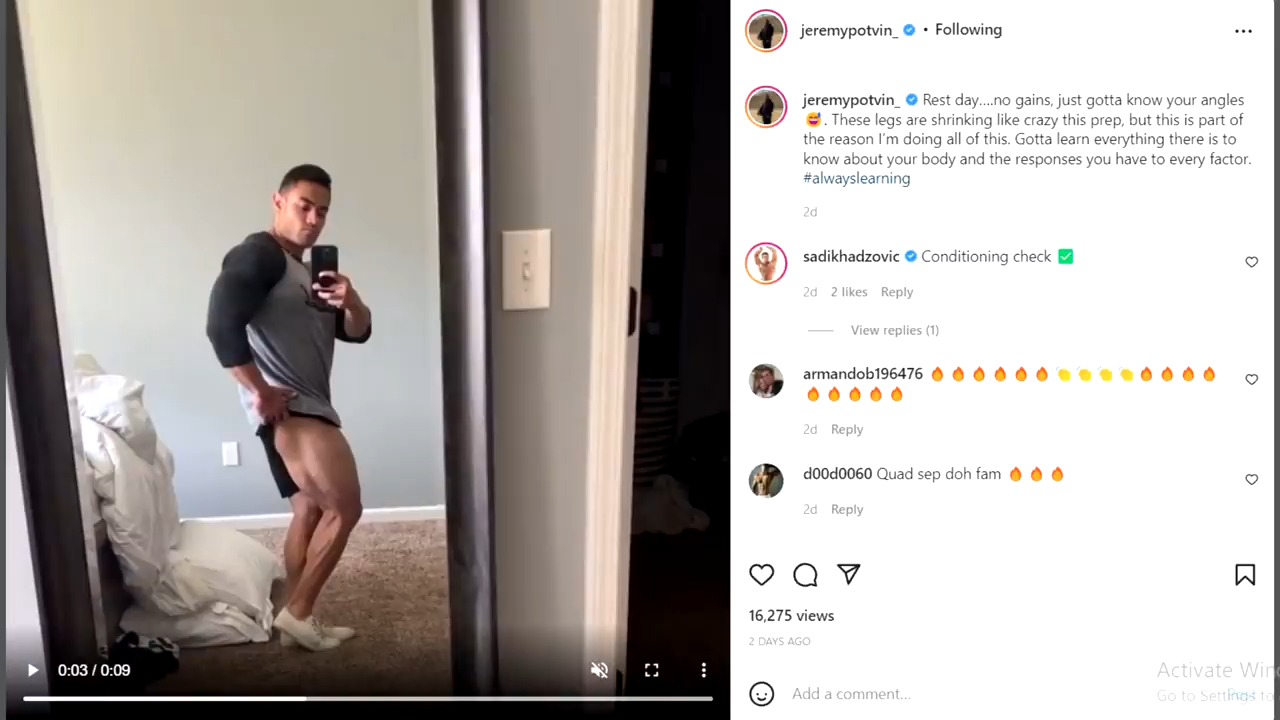 jeremypotvin_ • Following
jeremypotvin_ Rest day....no gains, just gotta know your angles
😅. These legs are shrinking like crazy this prep, but this is part of
the reason I'm doing all of this. Gotta learn everything there is to
know about your body and the responses you have to every factor.
#alwayslearning
2d
sadikhadzovic Conditioning check ✅
2d 2 likes Reply
View replies (1)
armandob196476 🔥🔥🔥🔥🔥🔥👏👏👏👏🔥🔥🔥🔥
🔥🔥🔥🔥🔥
2d Reply
d00d0060 Quad sep doh fam 🔥🔥🔥
2d Reply
16,275 views
2 DAYS AGO
0:03 / 0:09
Add a comment...
Activate Win
Go to Settings to
Post